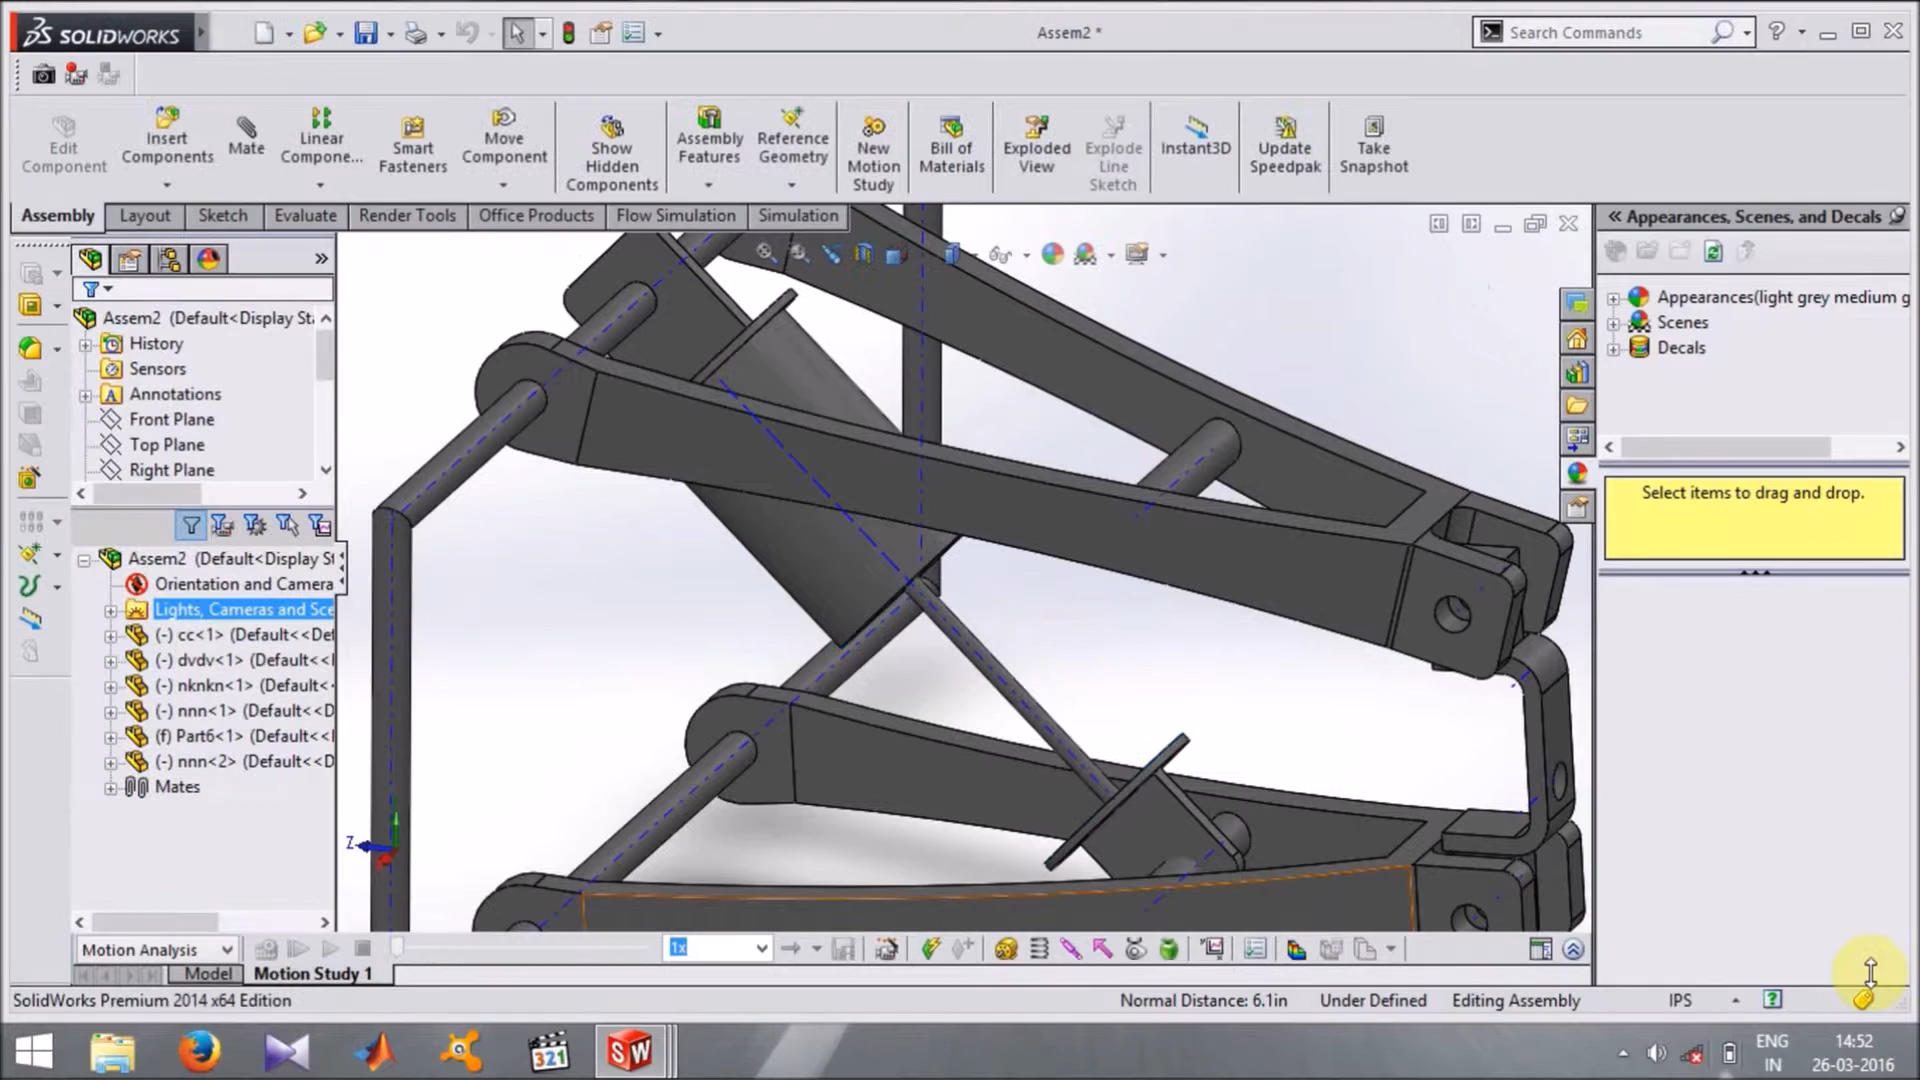 SOLIDWORKS
Assem2 *
Search Commands
Edit Component
Insert Components
Mate
Linear Compone...
Smart Fasteners
Move Component
Show Hidden Components
Assembly Features
Reference Geometry
New Motion Study
Bill of Materials
Exploded View
Explode Line Sketch
Instant3D
Update Speedpak
Take Snapshot
Assembly
Layout
Sketch
Evaluate
Render Tools
Office Products
Flow Simulation
Simulation
Appearances, Scenes, and Decals
Assem2 (Default<Display Sta
History
Sensors
Annotations
Front Plane
Top Plane
Right Plane
Appearances(light grey medium g
Scenes
Decals
Select items to drag and drop.
Assem2 (Default<Display St
Orientation and Camera
Lights, Cameras and Sce
(-) cc<1> (Default<<Def
(-) dvdv<1> (Default<<I
(-) nknkn<1> (Default<<
(-) nnn<1> (Default<<D
(f) Part6<1> (Default<<I
(-) nnn<2> (Default<<D
Mates
Z
Motion Analysis
1x
Model
Motion Study 1
SolidWorks Premium 2014 x64 Edition
Normal Distance: 6.1in
Under Defined
Editing Assembly
IPS
321
SW
ENG
IN
14:52
26-03-2016